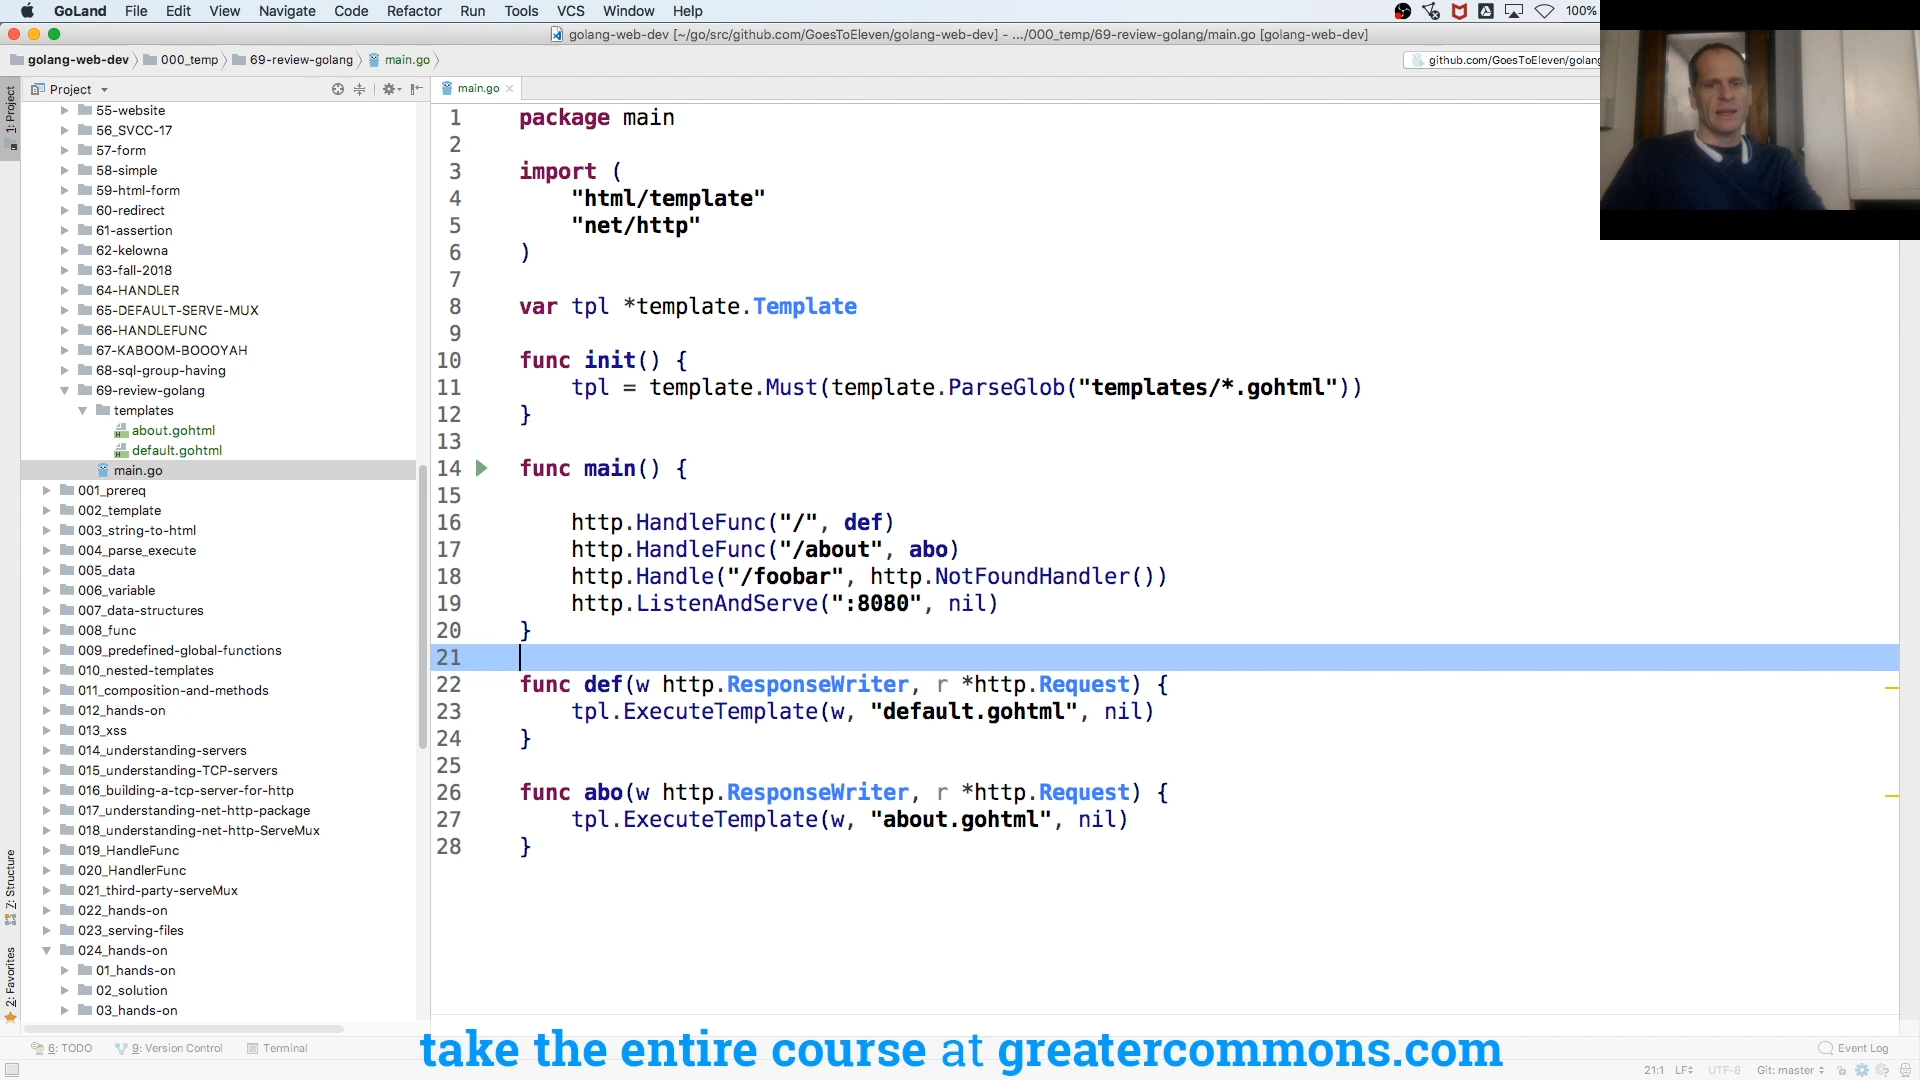 GoLand File Edit View Navigate Code Refactor Run Tools VCS Window Help 100%
golang-web-dev [~/go/src/github.com/GoesToEleven/golang-web-dev] - .../000_temp/69-review-golang/main.go [golang-web-dev]
golang-web-dev 000_temp 69-review-golang main.go github.com/GoesToEleven/golang
1: Project
Project
main.go
55-website
56_SVCC-17
57-form
58-simple
59-html-form
60-redirect
61-assertion
62-kelowna
63-fall-2018
64-HANDLER
65-DEFAULT-SERVE-MUX
66-HANDLEFUNC
67-KABOOM-BOOOYAH
68-sql-group-having
69-review-golang
templates
about.gohtml
default.gohtml
main.go
001_prereq
002_template
003_string-to-html
004_parse_execute
005_data
006_variable
007_data-structures
008_func
009_predefined-global-functions
010_nested-templates
011_composition-and-methods
012_hands-on
013_xss
014_understanding-servers
015_understanding-TCP-servers
016_building-a-tcp-server-for-http
017_understanding-net-http-package
018_understanding-net-http-ServeMux
019_HandleFunc
020_HandlerFunc
021_third-party-serveMux
022_hands-on
023_serving-files
024_hands-on
01_hands-on
02_solution
03_hands-on
Z: Structure
2: Favorites
1 package main
2
3 import (
4 "html/template"
5 "net/http"
6 )
7
8 var tpl *template.Template
9
10 func init() {
11 tpl = template.Must(template.ParseGlob("templates/*.gohtml"))
12 }
13
14 func main() {
15
16 http.HandleFunc("/", def)
17 http.HandleFunc("/about", abo)
18 http.Handle("/foobar", http.NotFoundHandler())
19 http.ListenAndServe(":8080", nil)
20 }
21
22 func def(w http.ResponseWriter, r *http.Request) {
23 tpl.ExecuteTemplate(w, "default.gohtml", nil)
24 }
25
26 func abo(w http.ResponseWriter, r *http.Request) {
27 tpl.ExecuteTemplate(w, "about.gohtml", nil)
28 }
6: TODO 9: Version Control Terminal Event Log
take the entire course at greatercommons.com
21:1 LF UTF-8 Git: master